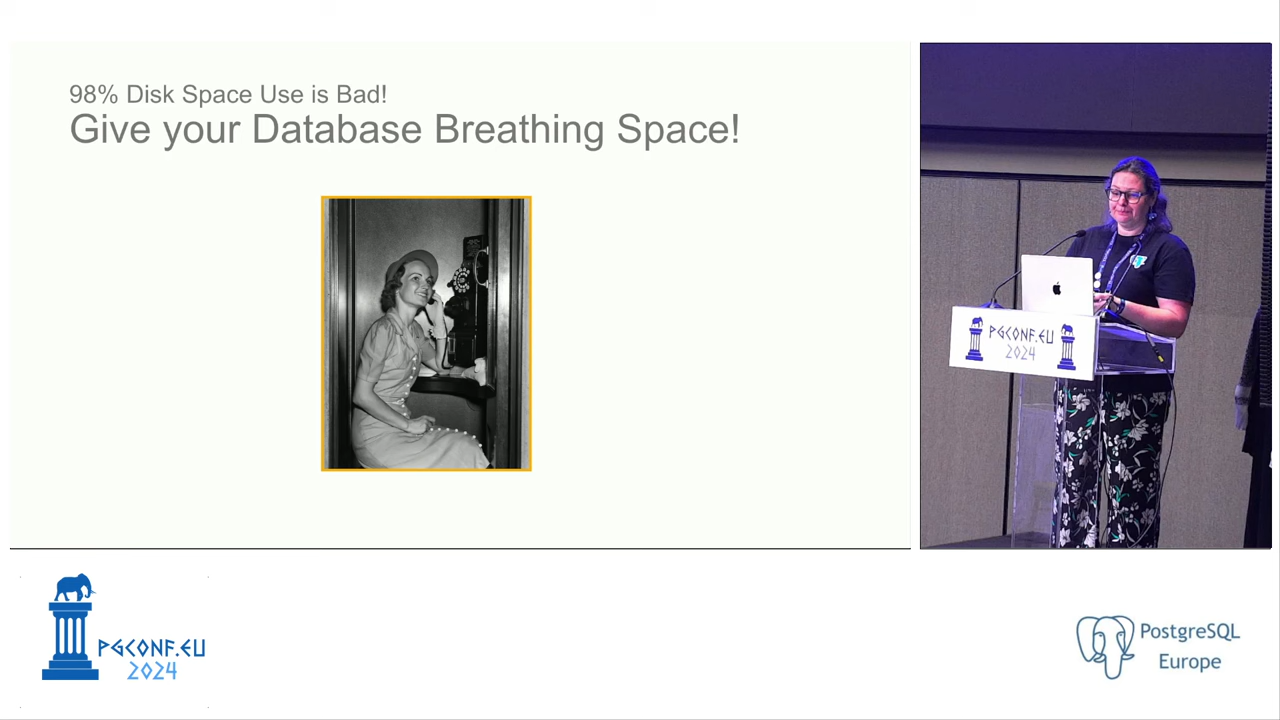 98% Disk Space Use is Bad!
Give your Database Breathing Space!
PGCONF.EU
2024
PGCONF.EU
2024
PostgreSQL
Europe